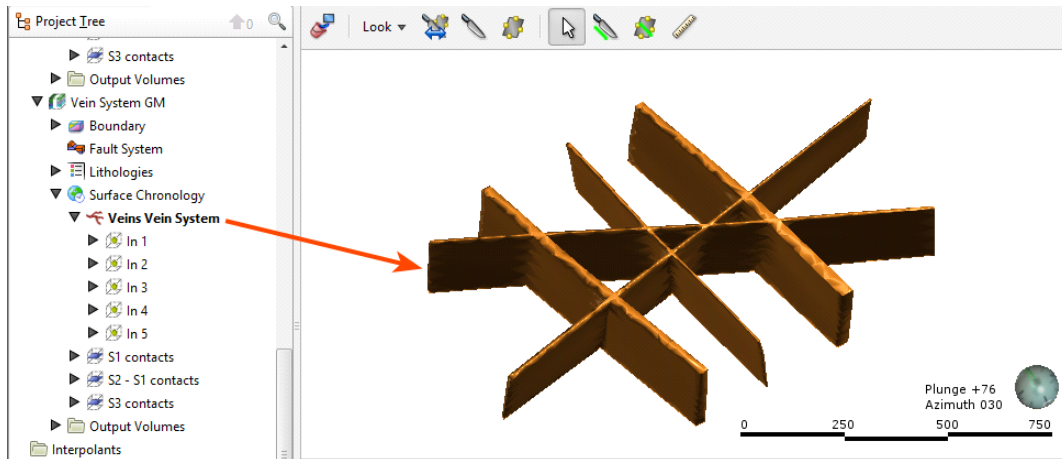 Project Tree
0
Look
S3 contacts
Output Volumes
Vein System GM
Boundary
Fault System
Lithologies
Surface Chronology
Veins Vein System
In 1
In 2
In 3
In 4
In 5
S1 contacts
S2 - S1 contacts
S3 contacts
Output Volumes
Interpolants
Plunge +76
Azimuth 030
0 250 500 750